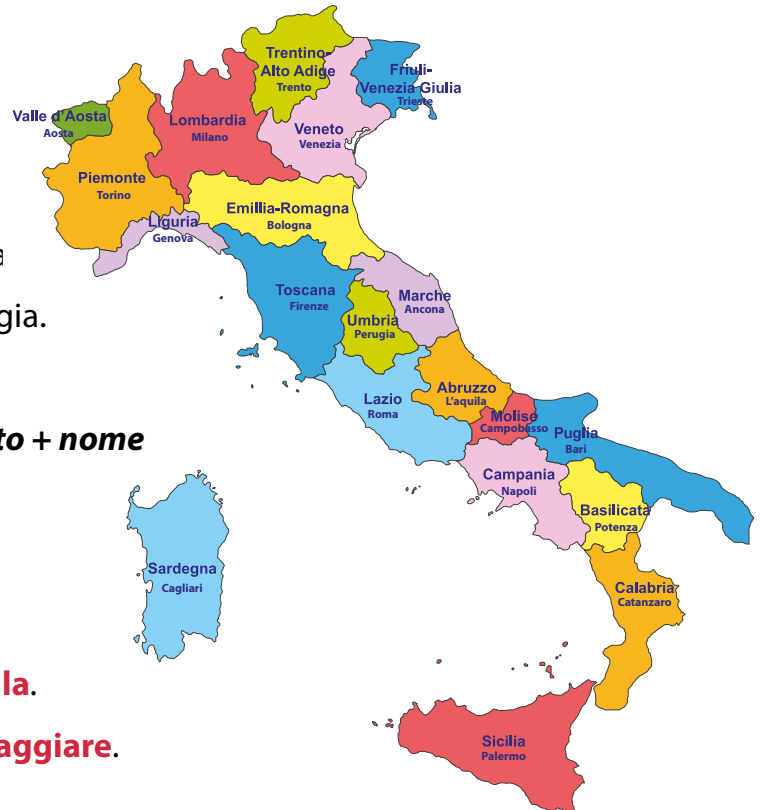 Trentino-
Alto Adige
Trento
Friuli-
Venezia Giulia
Trieste
Valle d'Aosta
Aosta
Lombardia
Milano
Veneto
Venezia
Piemonte
Torino
Emillia-Romagna
Bologna
Liguria
Genova
a
gia.
Toscana
Firenze
Marche
Ancona
Umbria
Perugia
Abruzzo
L'aquila
Lazio
Roma
Molise
Campobasso
Puglia
Bari
to + nome
Campania
Napoli
Basilicata
Potenza
Sardegna
Cagliari
Calabria
Catanzaro
la.
aggiare.
Sicilia
Palermo